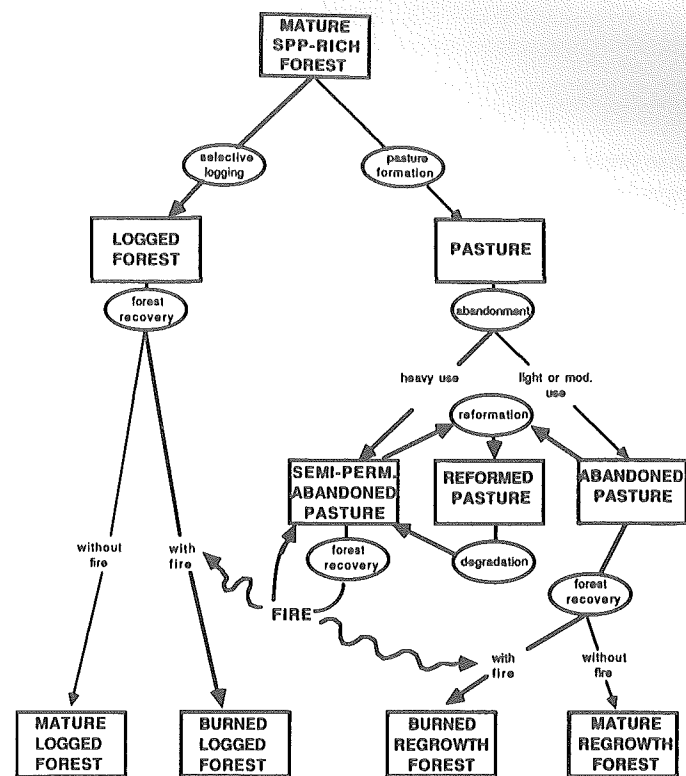 MATURE
SPP-RICH
FOREST
selective
logging
pasture
formation
LOGGED
FOREST
PASTURE
forest
recovery
abandonment
heavy use
light or mod.
use
reformation
SEMI-PERM.
ABANDONED
PASTURE
REFORMED
PASTURE
ABANDONED
PASTURE
without
fire
with
fire
forest
recovery
degradation
forest
recovery
FIRE
with
fire
without
fire
MATURE
LOGGED
FOREST
BURNED
LOGGED
FOREST
BURNED
REGROWTH
FOREST
MATURE
REGROWTH
FOREST